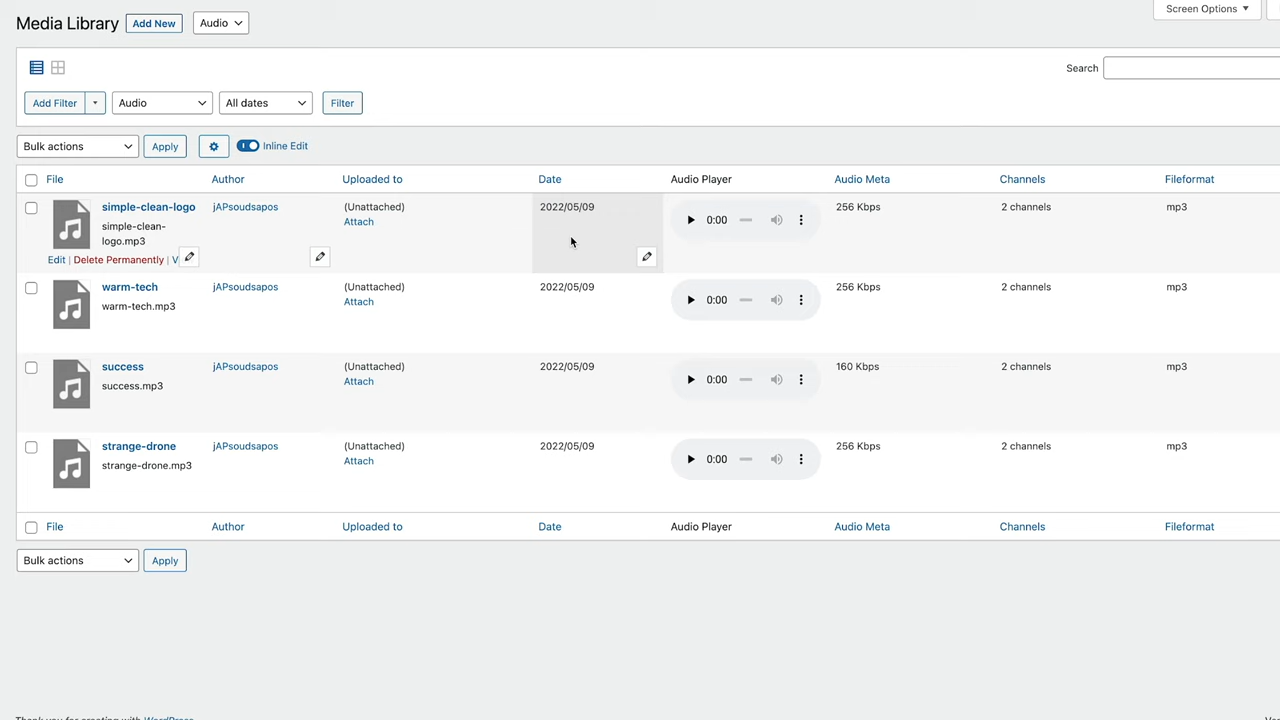 Media Library Add New Audio Screen Options ▼
Search
Add Filter Audio All dates Filter
Bulk actions Apply Inline Edit
File Author Uploaded to Date Audio Player Audio Meta Channels Fileformat
simple-clean-logo jAPsoudsapos (Unattached) 2022/05/09 0:00 256 Kbps 2 channels mp3
simple-clean- Attach
logo.mp3
Edit | Delete Permanently | V
warm-tech jAPsoudsapos (Unattached) 2022/05/09 0:00 256 Kbps 2 channels mp3
warm-tech.mp3 Attach
success jAPsoudsapos (Unattached) 2022/05/09 0:00 160 Kbps 2 channels mp3
success.mp3 Attach
strange-drone jAPsoudsapos (Unattached) 2022/05/09 0:00 256 Kbps 2 channels mp3
strange-drone.mp3 Attach
File Author Uploaded to Date Audio Player Audio Meta Channels Fileformat
Bulk actions Apply
Thank you for creating with WordPress